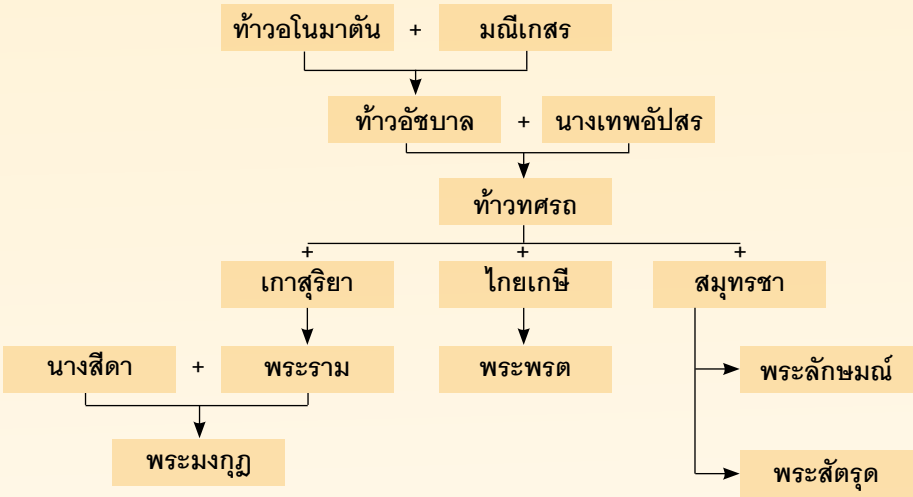 ท้าวอโนมาตัน + มณีเกสร
ท้าวอัชบาล + นางเทพอัปสร
ท้าวทศรถ
+ + +
เกาสุริยา ไกยเกษี สมุทรชา
นางสีดา + พระราม พระพรต พระลักษมณ์
พระมงกุฎ พระสัตรุด